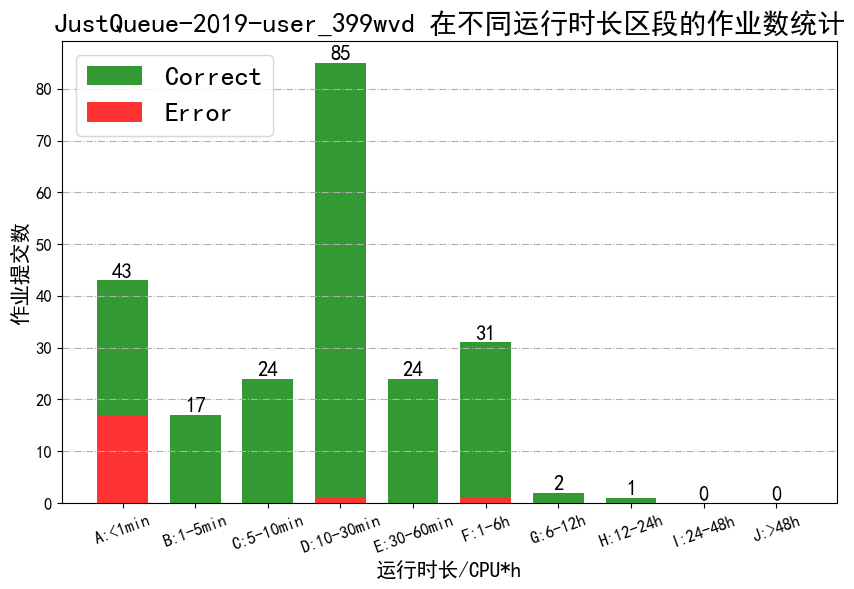 JustQueue-2019-user_399wvd 在不同运行时长区段的作业数统计
Correct
Error
作业提交数
80
70
60
50
40
30
20
10
0
43
17
24
85
24
31
2
1
0
0
A:<1min
B:1-5min
C:5-10min
D:10-30min
E:30-60min
F:1-6h
G:6-12h
H:12-24h
I:24-48h
J:>48h
运行时长/CPU*h